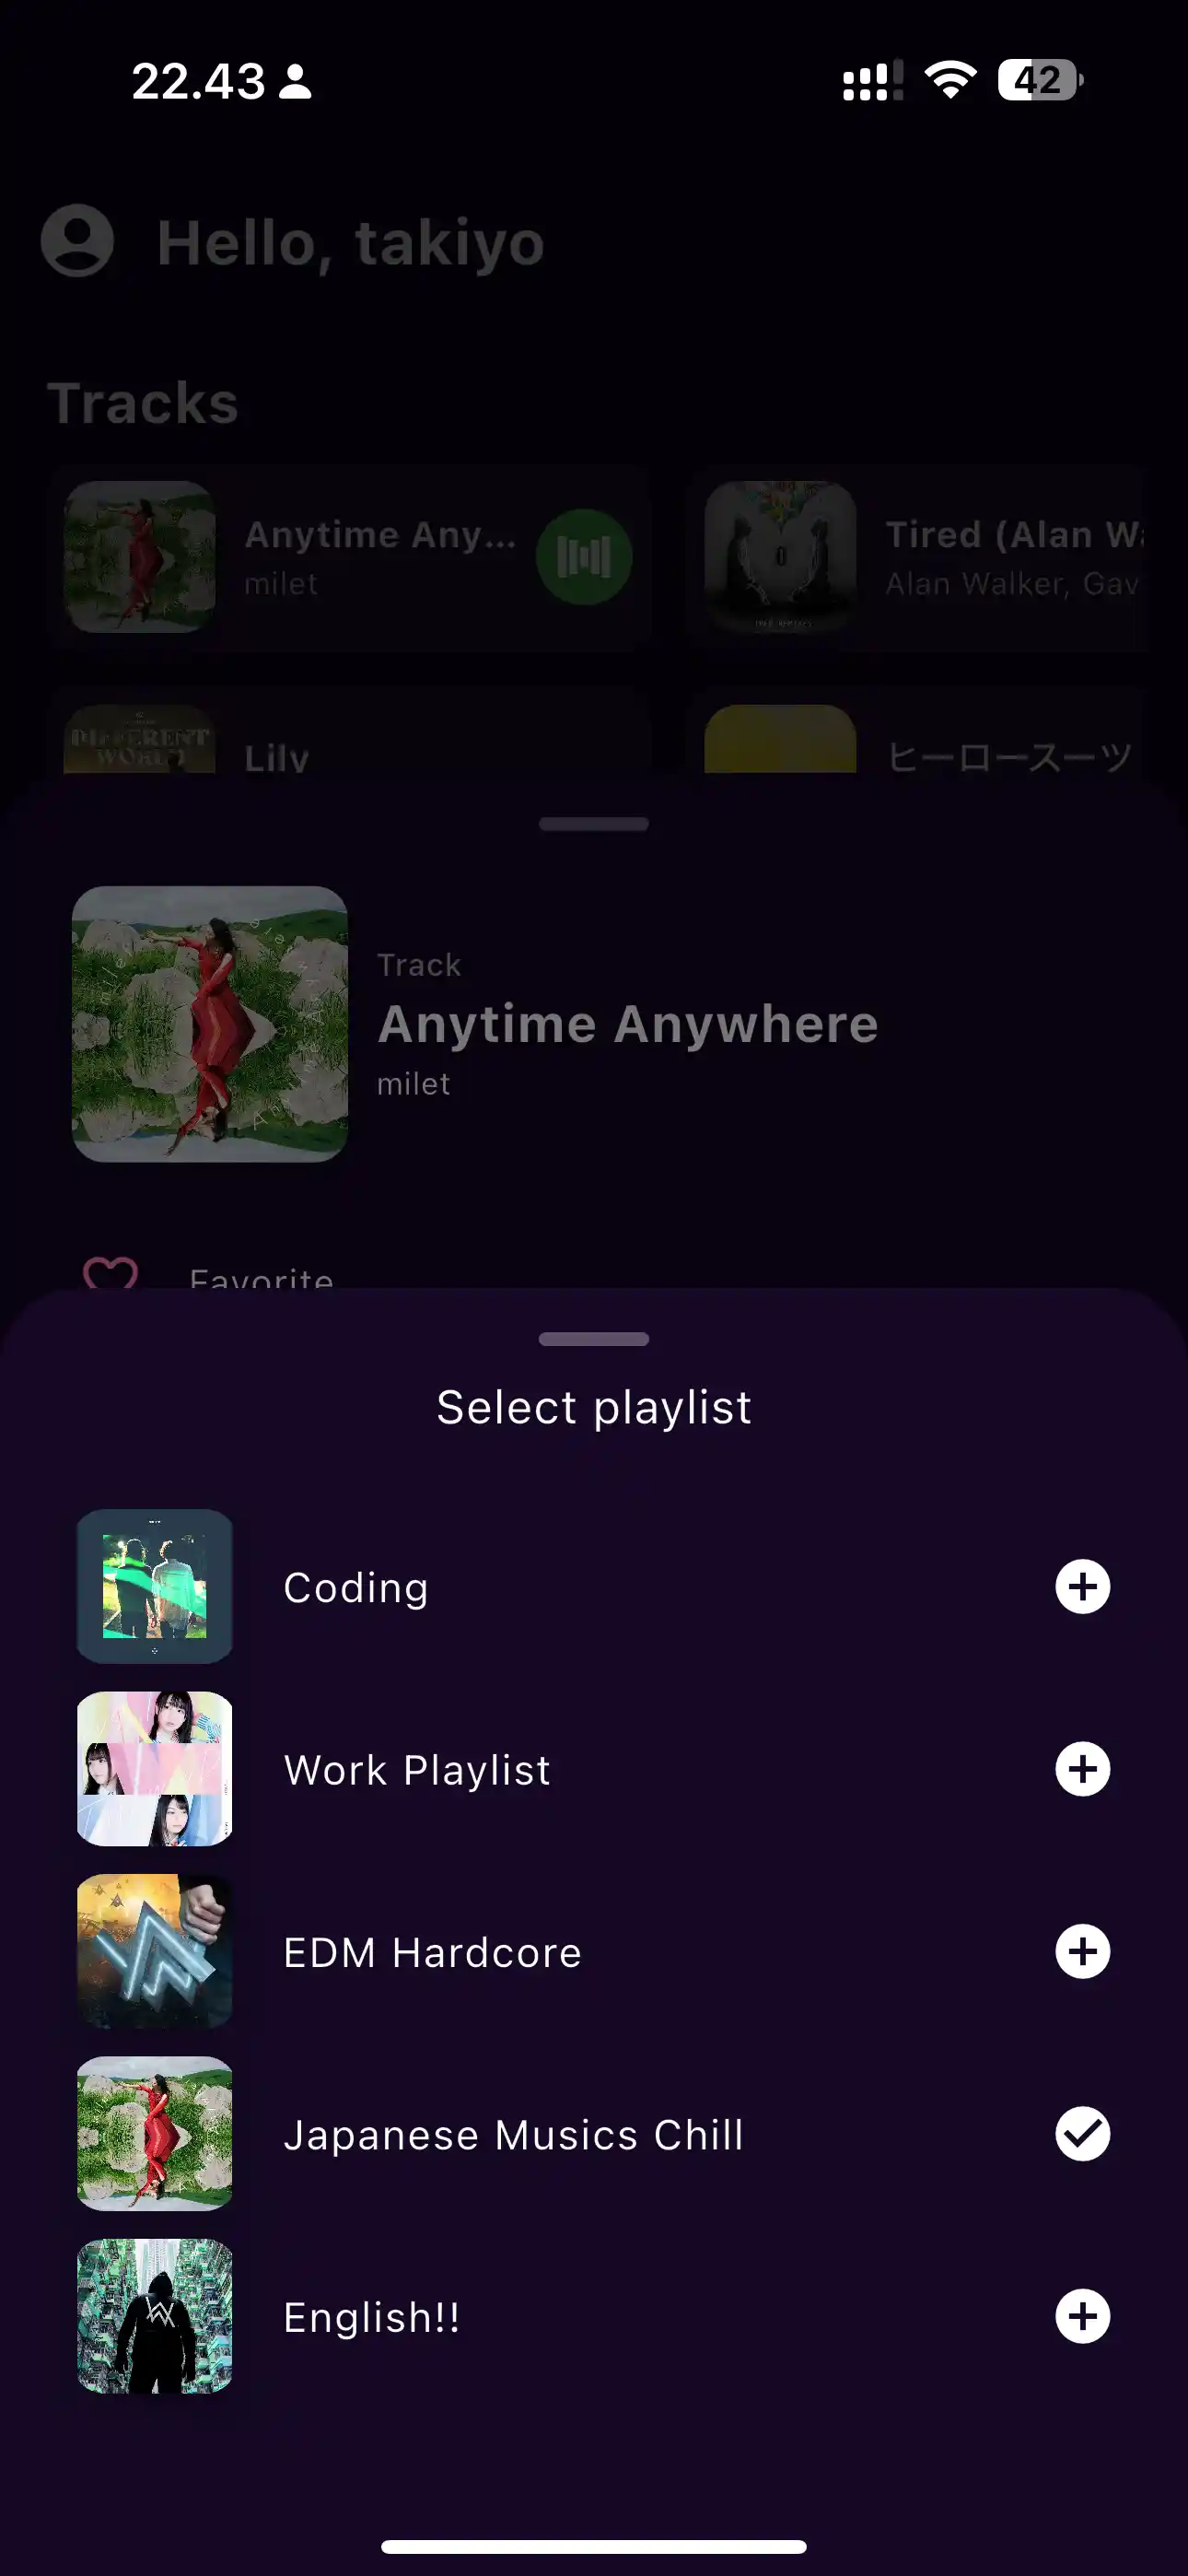 22.43
42
Hello, takiyo
Tracks
Anytime Any...
milet
Tired (Alan Wa
Alan Walker, Gav
DIFFERENT
WORLD
Lily
ヒーロースーツ
Track
Anytime Anywhere
milet
Favorite
Select playlist
Coding
Work Playlist
EDM Hardcore
Japanese Musics Chill
English!!